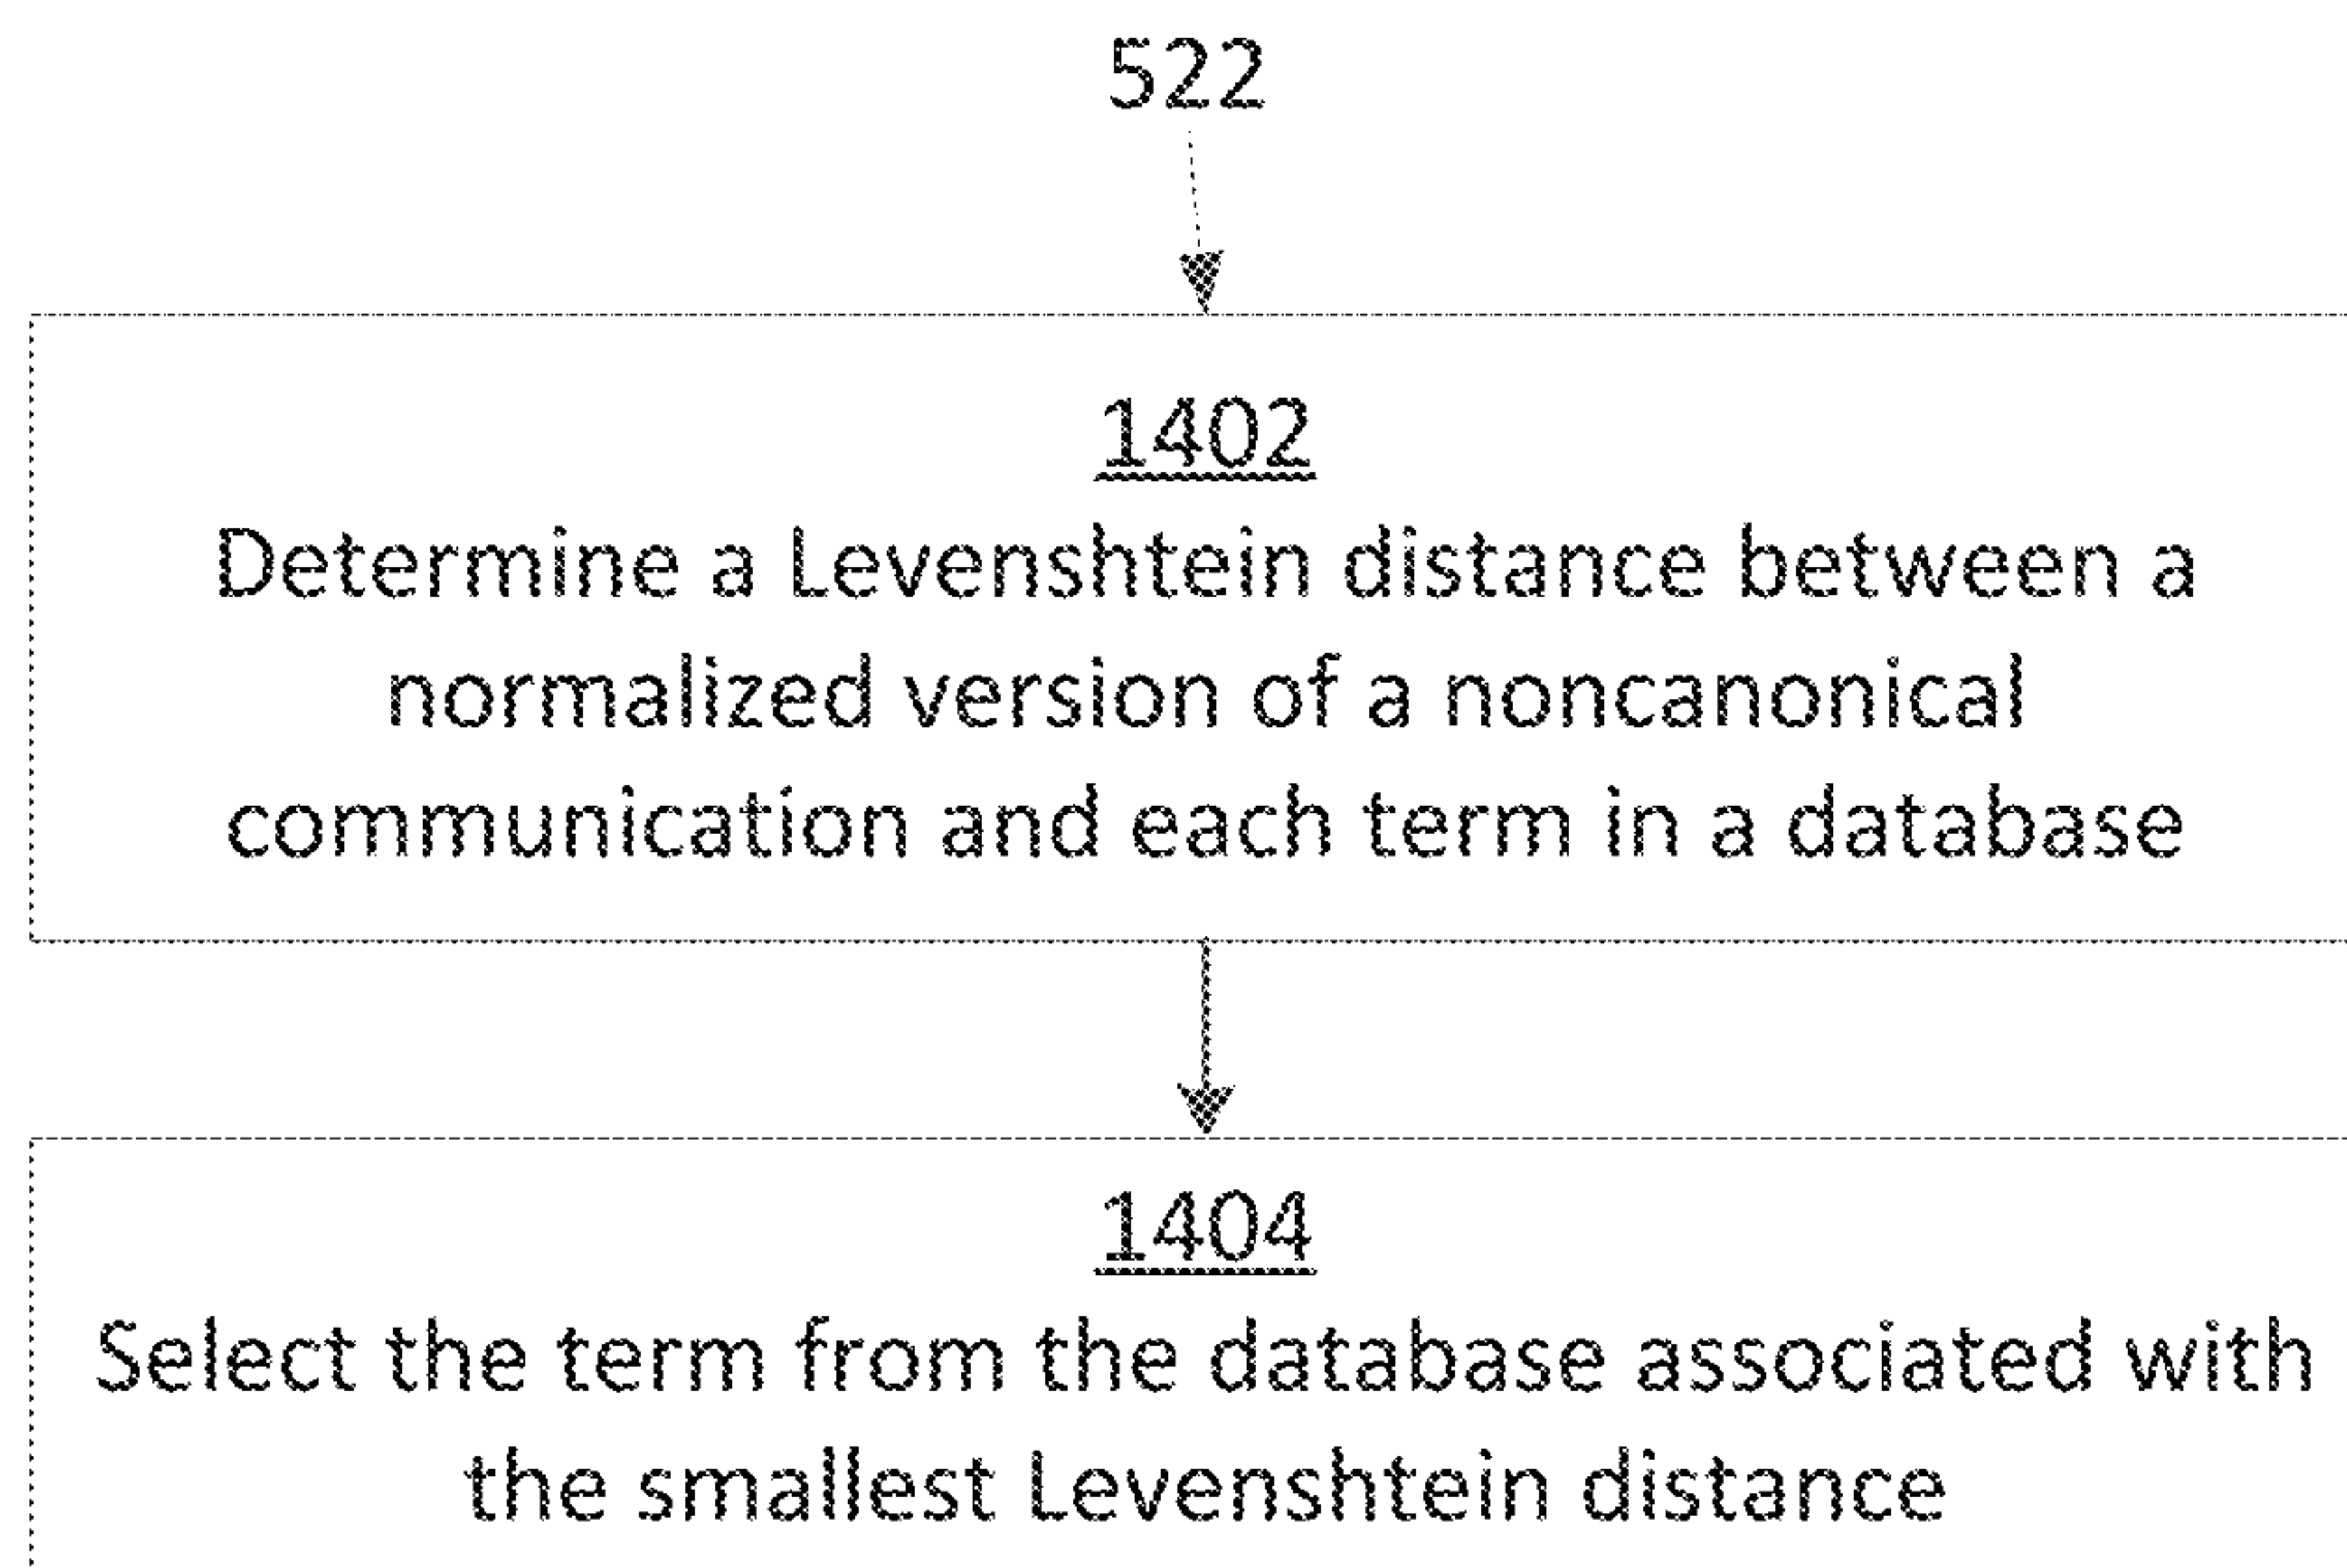 522
1402
Determine a Levenshtein distance between a
normalized version of a noncanonical
communication and each term in a database
1404
Select the term from the database associated with
the smallest Levenshtein distance